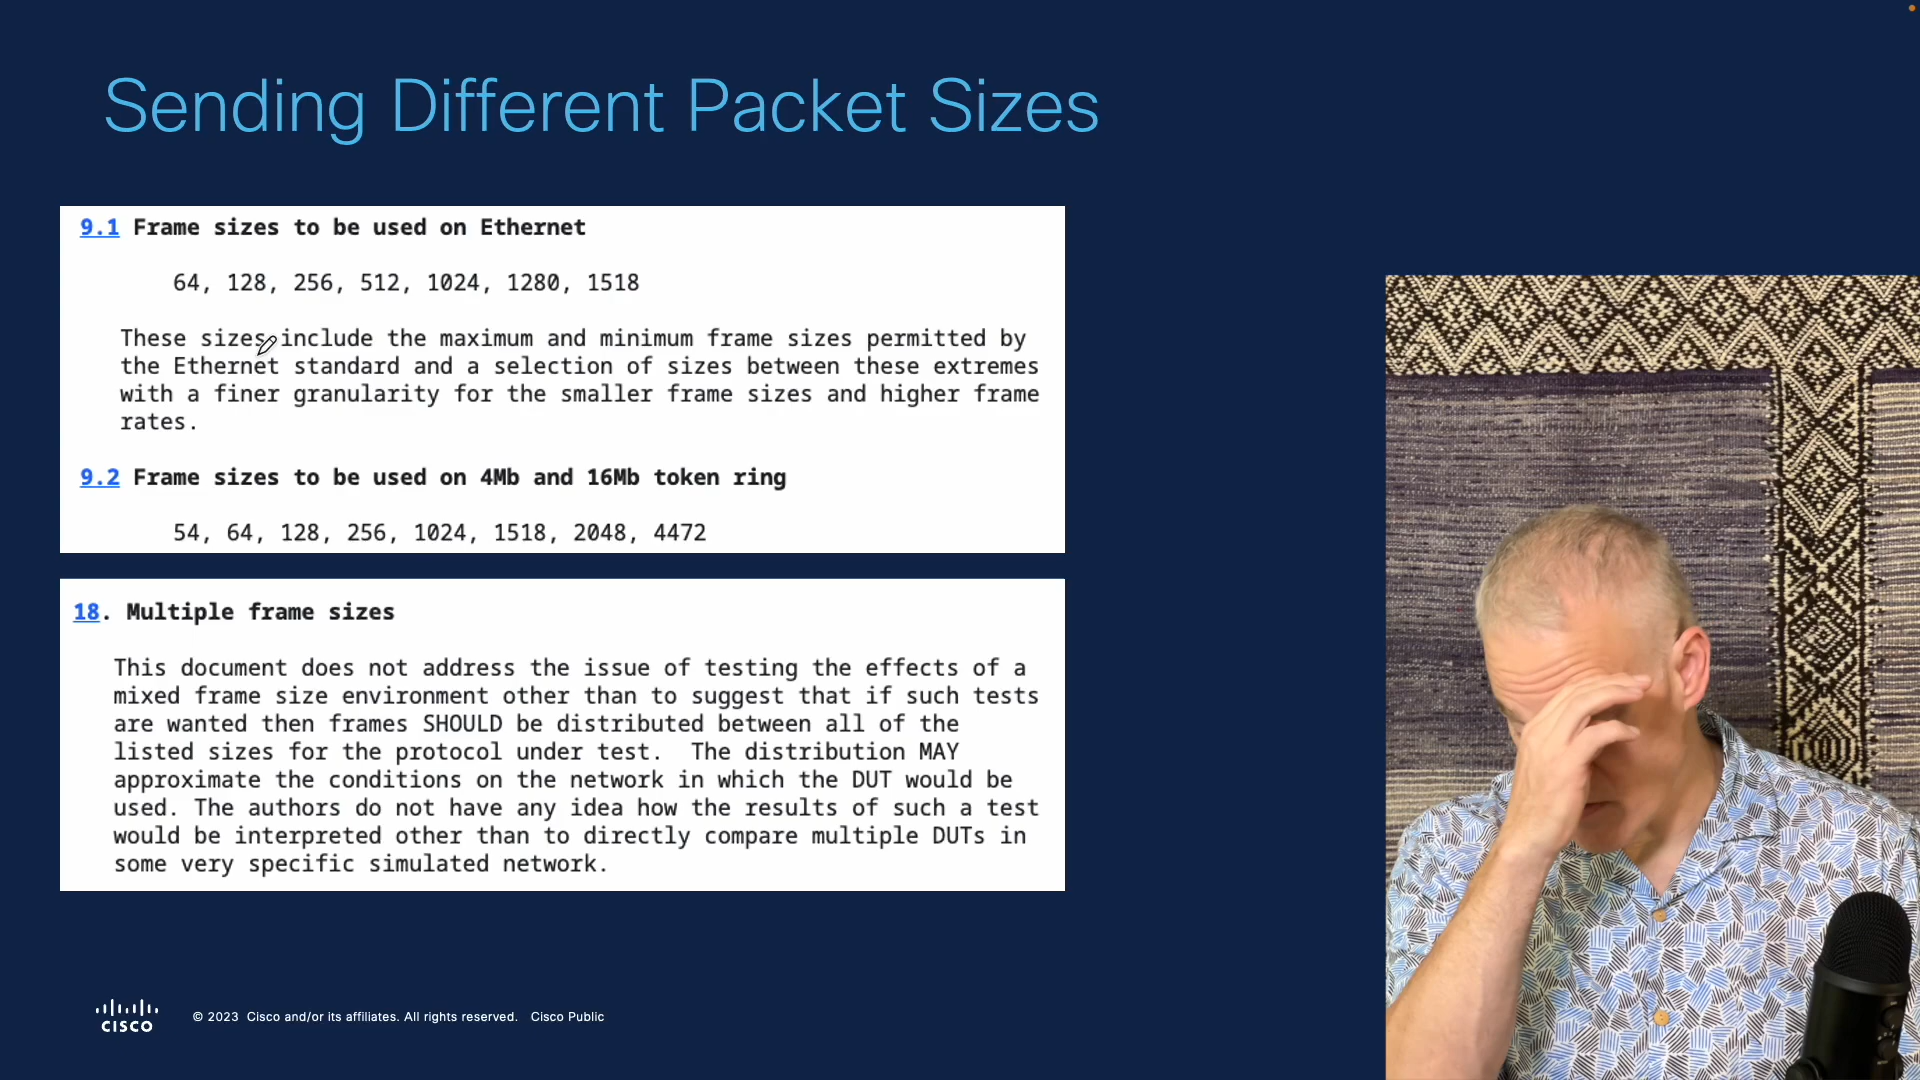 Sending Different Packet Sizes
9.1 Frame sizes to be used on Ethernet
64, 128, 256, 512, 1024, 1280, 1518
These sizes include the maximum and minimum frame sizes permitted by
the Ethernet standard and a selection of sizes between these extremes
with a finer granularity for the smaller frame sizes and higher frame
rates.
9.2 Frame sizes to be used on 4Mb and 16Mb token ring
54, 64, 128, 256, 1024, 1518, 2048, 4472
18. Multiple frame sizes
This document does not address the issue of testing the effects of a
mixed frame size environment other than to suggest that if such tests
are wanted then frames SHOULD be distributed between all of the
listed sizes for the protocol under test.  The distribution MAY
approximate the conditions on the network in which the DUT would be
used. The authors do not have any idea how the results of such a test
would be interpreted other than to directly compare multiple DUTs in
some very specific simulated network.
CISCO
© 2023 Cisco and/or its affiliates. All rights reserved. Cisco Public